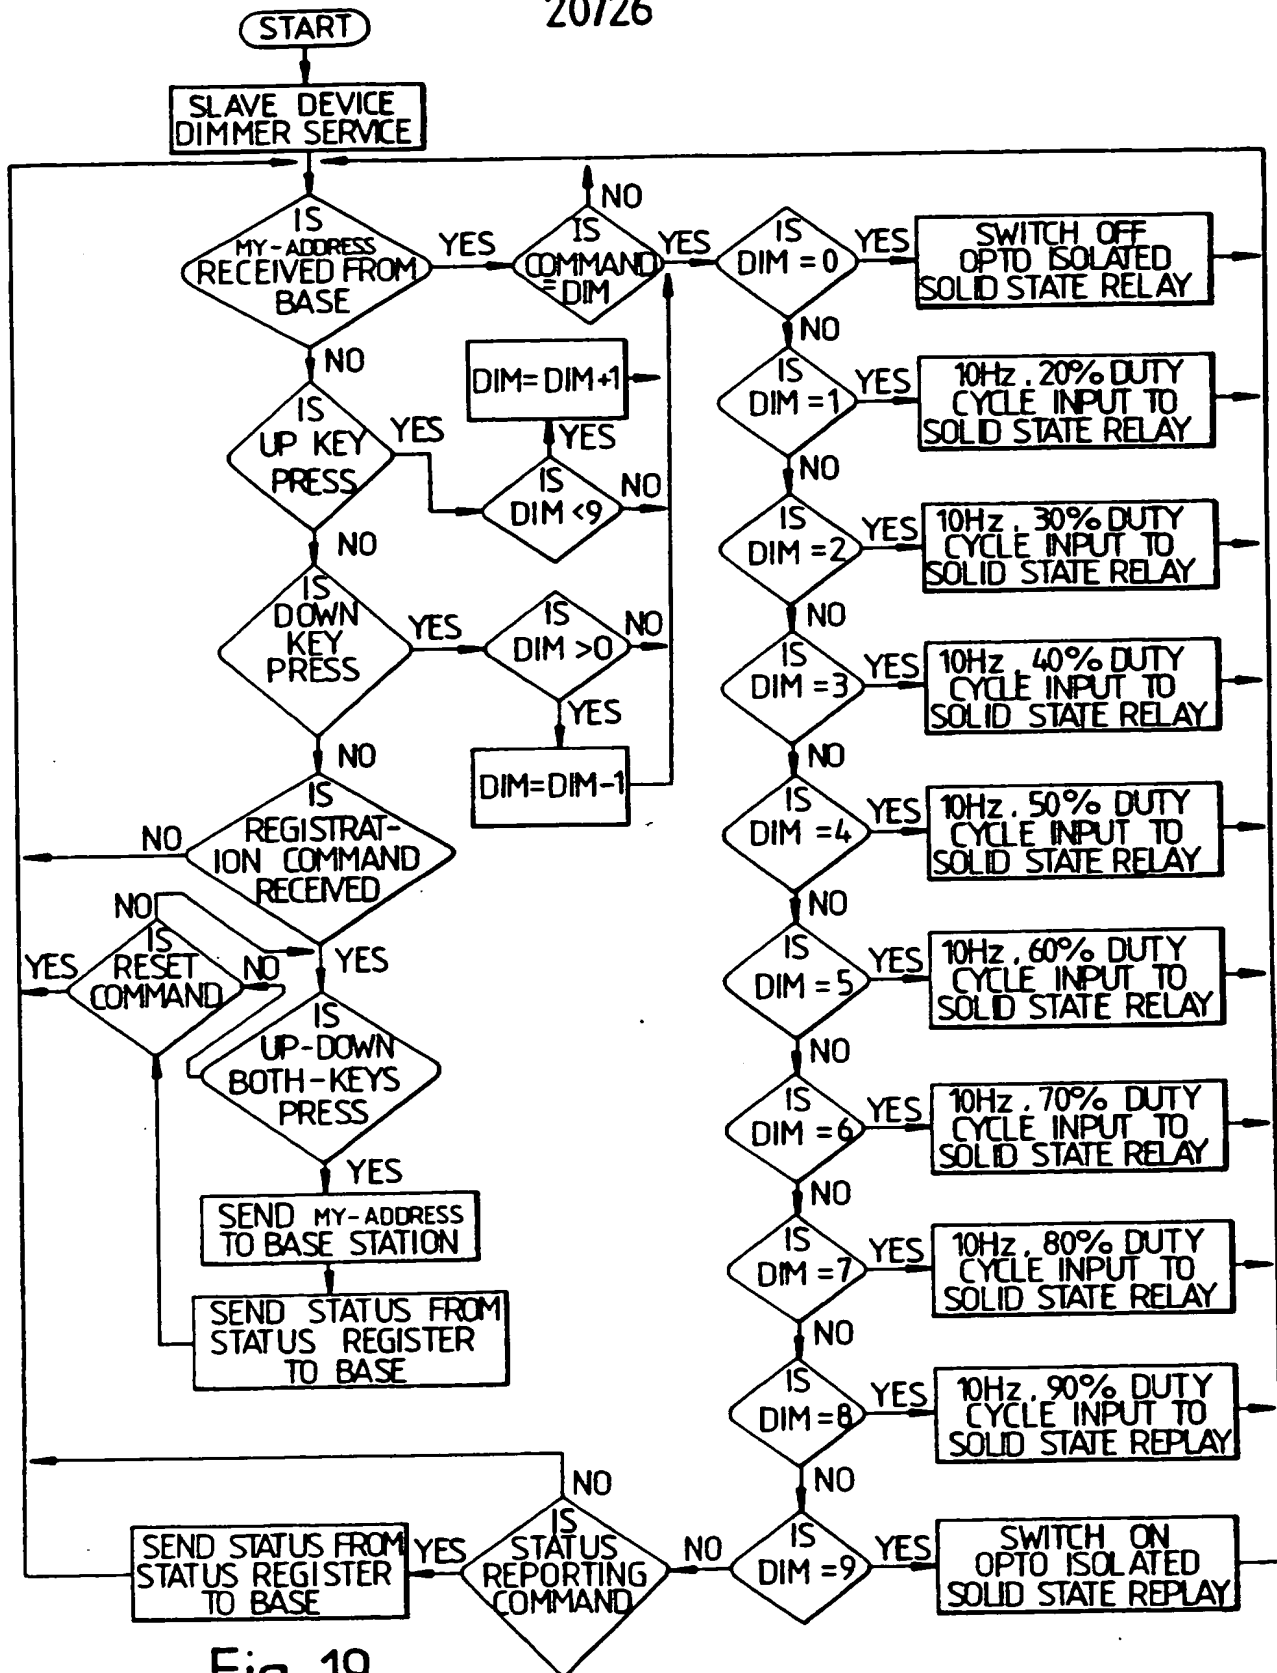 20/26
START
SLAVE DEVICE
DIMMER SERVICE
IS
MY-ADDRESS
RECEIVED FROM
BASE
YES
NO
IS
COMMAND
=DIM
NO
YES
IS
DIM =0
YES
NO
SWITCH OFF
OPTO ISOLATED
SOLID STATE RELAY
IS
UP KEY
PRESS
YES
NO
DIM=DIM+1
YES
IS
DIM <9
NO
IS
DIM =1
YES
NO
10Hz. 20% DUTY
CYCLE INPUT TO
SOLID STATE RELAY
IS
DIM =2
YES
NO
10Hz. 30% DUTY
CYCLE INPUT TO
SOLID STATE RELAY
IS
DOWN
KEY
PRESS
YES
NO
IS
DIM >0
NO
YES
DIM=DIM-1
IS
DIM =3
YES
NO
10Hz. 40% DUTY
CYCLE INPUT TO
SOLID STATE RELAY
IS
REGISTRAT-
ION COMMAND
RECEIVED
NO
YES
IS
DIM =4
YES
NO
10Hz. 50% DUTY
CYCLE INPUT TO
SOLID STATE RELAY
NO
IS
RESET
COMMAND
YES
NO
IS
UP-DOWN
BOTH-KEYS
PRESS
YES
IS
DIM =5
YES
NO
10Hz. 60% DUTY
CYCLE INPUT TO
SOLID STATE RELAY
IS
DIM =6
YES
NO
10Hz. 70% DUTY
CYCLE INPUT TO
SOLID STATE RELAY
SEND MY-ADDRESS
TO BASE STATION
SEND STATUS FROM
STATUS REGISTER
TO BASE
IS
DIM =7
YES
NO
10Hz. 80% DUTY
CYCLE INPUT TO
SOLID STATE RELAY
IS
DIM =8
YES
NO
10Hz. 90% DUTY
CYCLE INPUT TO
SOLID STATE REPLAY
SEND STATUS FROM
STATUS REGISTER
TO BASE
YES
NO
IS
STATUS
REPORTING
COMMAND
NO
IS
DIM =9
YES
SWITCH ON
OPTO ISOLATED
SOLID STATE REPLAY
Fig. 19